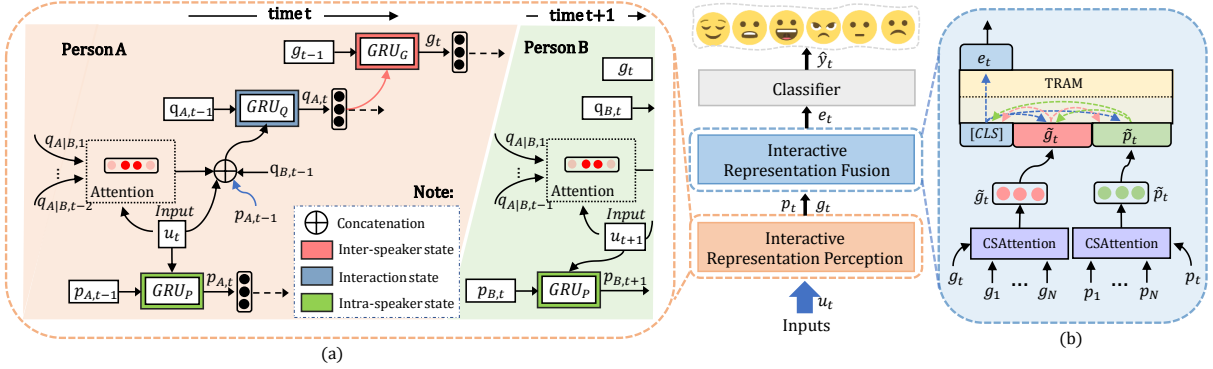 time t
time t+1
Person A
Person B
g_{t-1}
GRU_G
g_t
g_t
q_{A,t-1}
GRU_Q
q_{A,t}
q_{B,t}
q_{A|B,1}
⋮
q_{A|B,t-2}
Attention
q_{B,t-1}
p_{A,t-1}
Input
u_t
p_{A,t-1}
GRU_P
p_{A,t}
Note:
Concatenation
Inter-speaker state
Interaction state
Intra-speaker state
q_{A|B,1}
⋮
q_{A|B,t-1}
Attention
Input
u_{t+1}
p_{B,t}
GRU_P
p_{B,t+1}
(a)
ŷ_t
Classifier
e_t
Interactive
Representation Fusion
p_t g_t
Interactive
Representation Perception
u_t
Inputs
e_t
TRAM
[CLS] g̃_t p̃_t
g̃_t p̃_t
CSAttention CSAttention
g_t g_1 ... g_N p_1 ... p_N p_t
(b)